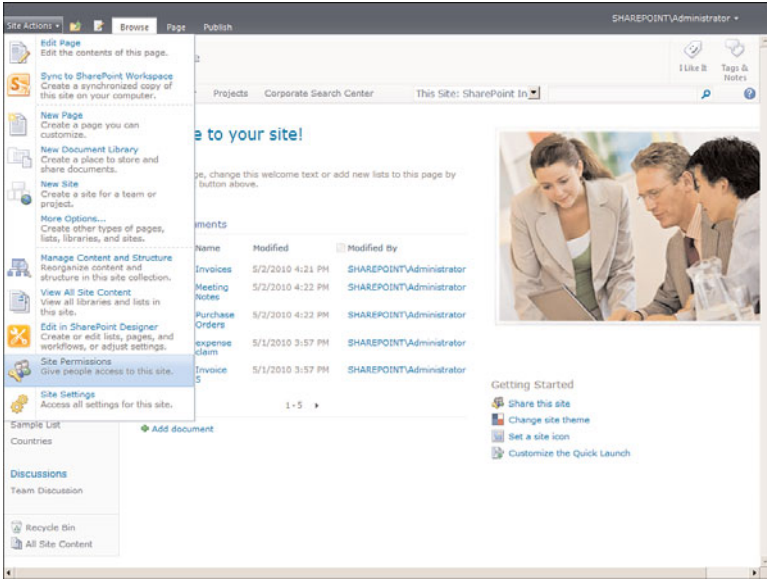 Site Actions
Browse
Page
Publish
SHAREPOINT\Administrator
Edit Page
Edit the contents of this page.
Sync to SharePoint Workspace
Create a synchronized copy of
this site on your computer.
New Page
Create a page you can
customize.
New Document Library
Create a place to store and
share documents.
New Site
Create a site for a team or
project.
More Options...
Create other types of pages,
lists, libraries, and sites.
Manage Content and Structure
Reorganize content and
structure in this site collection.
View All Site Content
View all libraries and lists in
this site.
Edit in SharePoint Designer
Create or edit lists, pages, and
workflows, or adjust settings.
Site Permissions
Give people access to this site.
Site Settings
Access all settings for this site.
I Like It
Tags &
Notes
Projects
Corporate Search Center
This Site: SharePoint In
e to your site!
ge, change this welcome text or add new lists to this page by
button above.
uments
Name Modified Modified By
Invoices 5/2/2010 4:21 PM SHAREPOINT\Administrator
Meeting
Notes 5/2/2010 4:22 PM SHAREPOINT\Administrator
Purchase
Orders 5/2/2010 4:22 PM SHAREPOINT\Administrator
expense
claim 5/1/2010 3:57 PM SHAREPOINT\Administrator
Invoice
5 5/1/2010 3:57 PM SHAREPOINT\Administrator
1-5
Add document
Getting Started
Share this site
Change site theme
Set a site icon
Customize the Quick Launch
Sample List
Countries
Discussions
Team Discussion
Recycle Bin
All Site Content